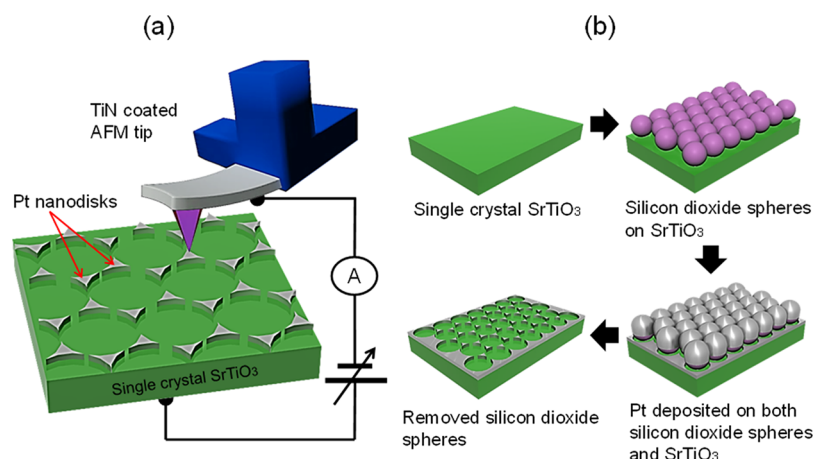 (a)
TiN coated
AFM tip
Pt nanodisks
A
Single crystal SrTiO₃
(b)
Single crystal SrTiO₃
Silicon dioxide spheres
on SrTiO₃
Removed silicon dioxide
spheres
Pt deposited on both
silicon dioxide spheres
and SrTiO₃